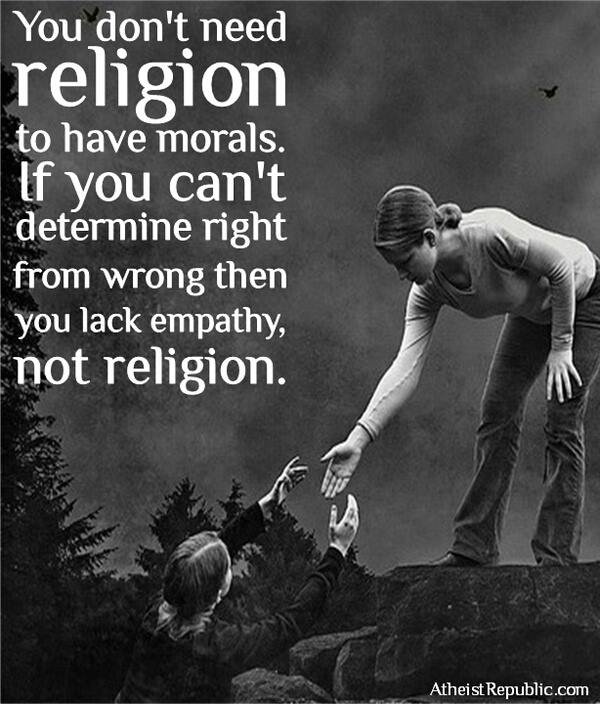 You don't need
religion
to have morals.
If you can't
determine right
from wrong then
you lack empathy,
not religion.
AtheistRepublic.com